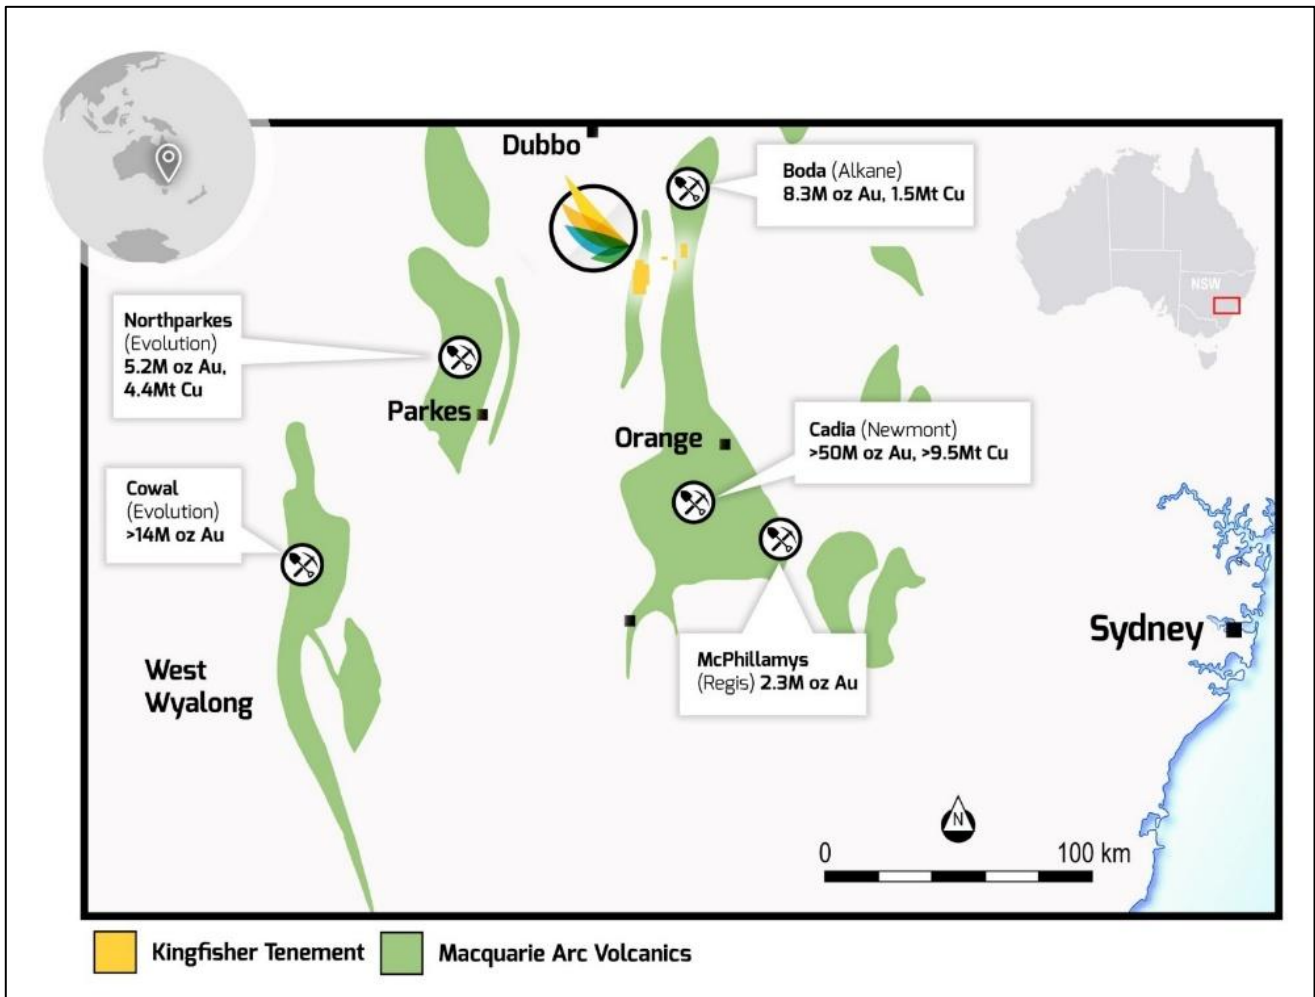 Dubbo
Boda (Alkane)
8.3M oz Au, 1.5Mt Cu
NSW
Northparkes
(Evolution)
5.2M oz Au,
4.4Mt Cu
Parkes
Orange
Cadia (Newmont)
>50M oz Au, >9.5Mt Cu
Cowal
(Evolution)
>14M oz Au
Sydney
McPhillamys
(Regis) 2.3M oz Au
West
Wyalong
N
0
100 km
Kingfisher Tenement
Macquarie Arc Volcanics